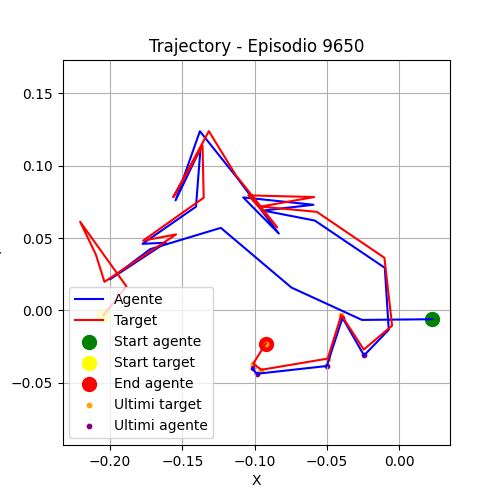 Trajectory - Episodio 9650
0.15
0.10
0.05
0.00
−0.05
−0.20
−0.15
−0.10
−0.05
0.00
X
Agente
Target
Start agente
Start target
End agente
Ultimi target
Ultimi agente